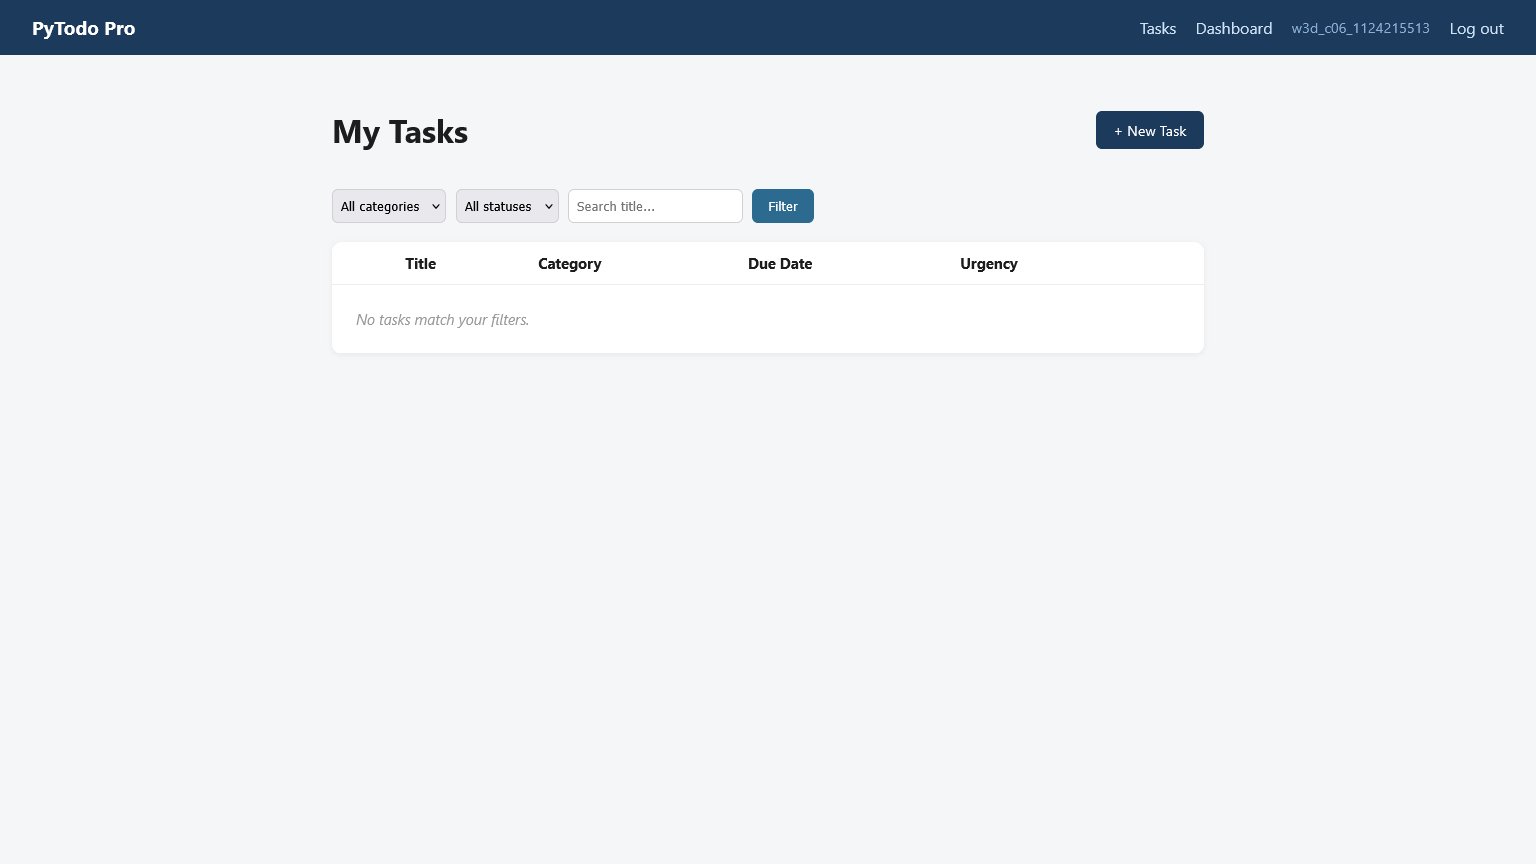 PyTodo Pro
Tasks Dashboard w3d_c06_1124215513 Log out
My Tasks
+ New Task
All categories All statuses Search title... Filter
Title Category Due Date Urgency
No tasks match your filters.